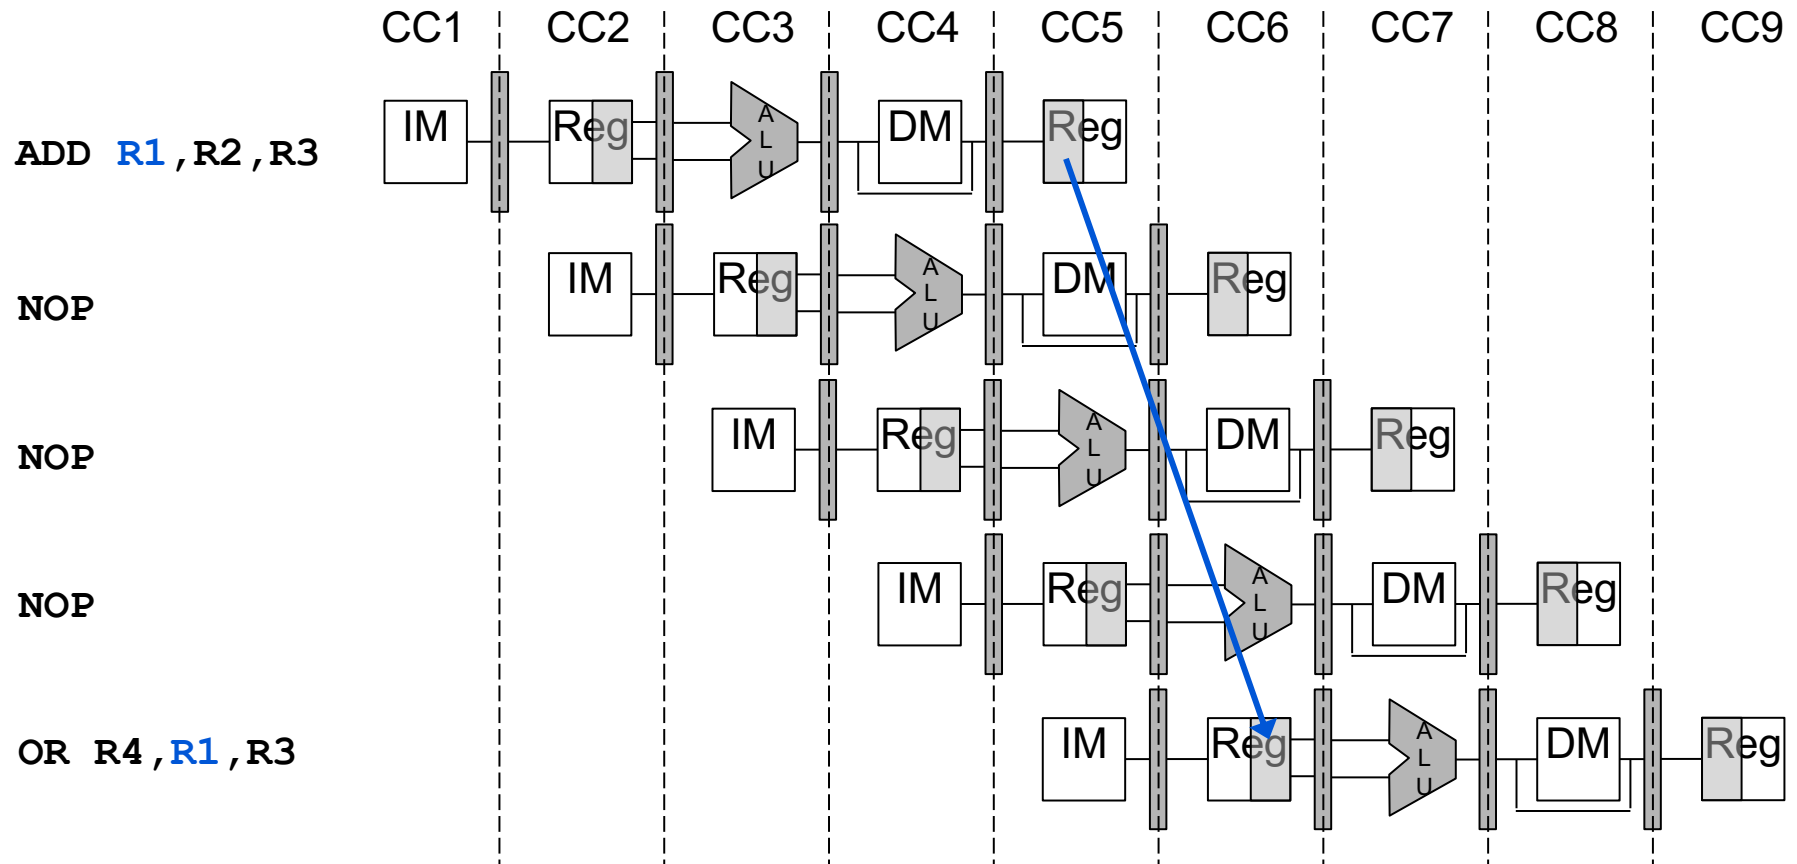 CC1 CC2 CC3 CC4 CC5 CC6 CC7 CC8 CC9
ADD R1,R2,R3 IM Reg ALU DM Reg
NOP IM Reg ALU DM Reg
NOP IM Reg ALU DM Reg
NOP IM Reg ALU DM Reg
OR R4,R1,R3 IM Reg ALU DM Reg